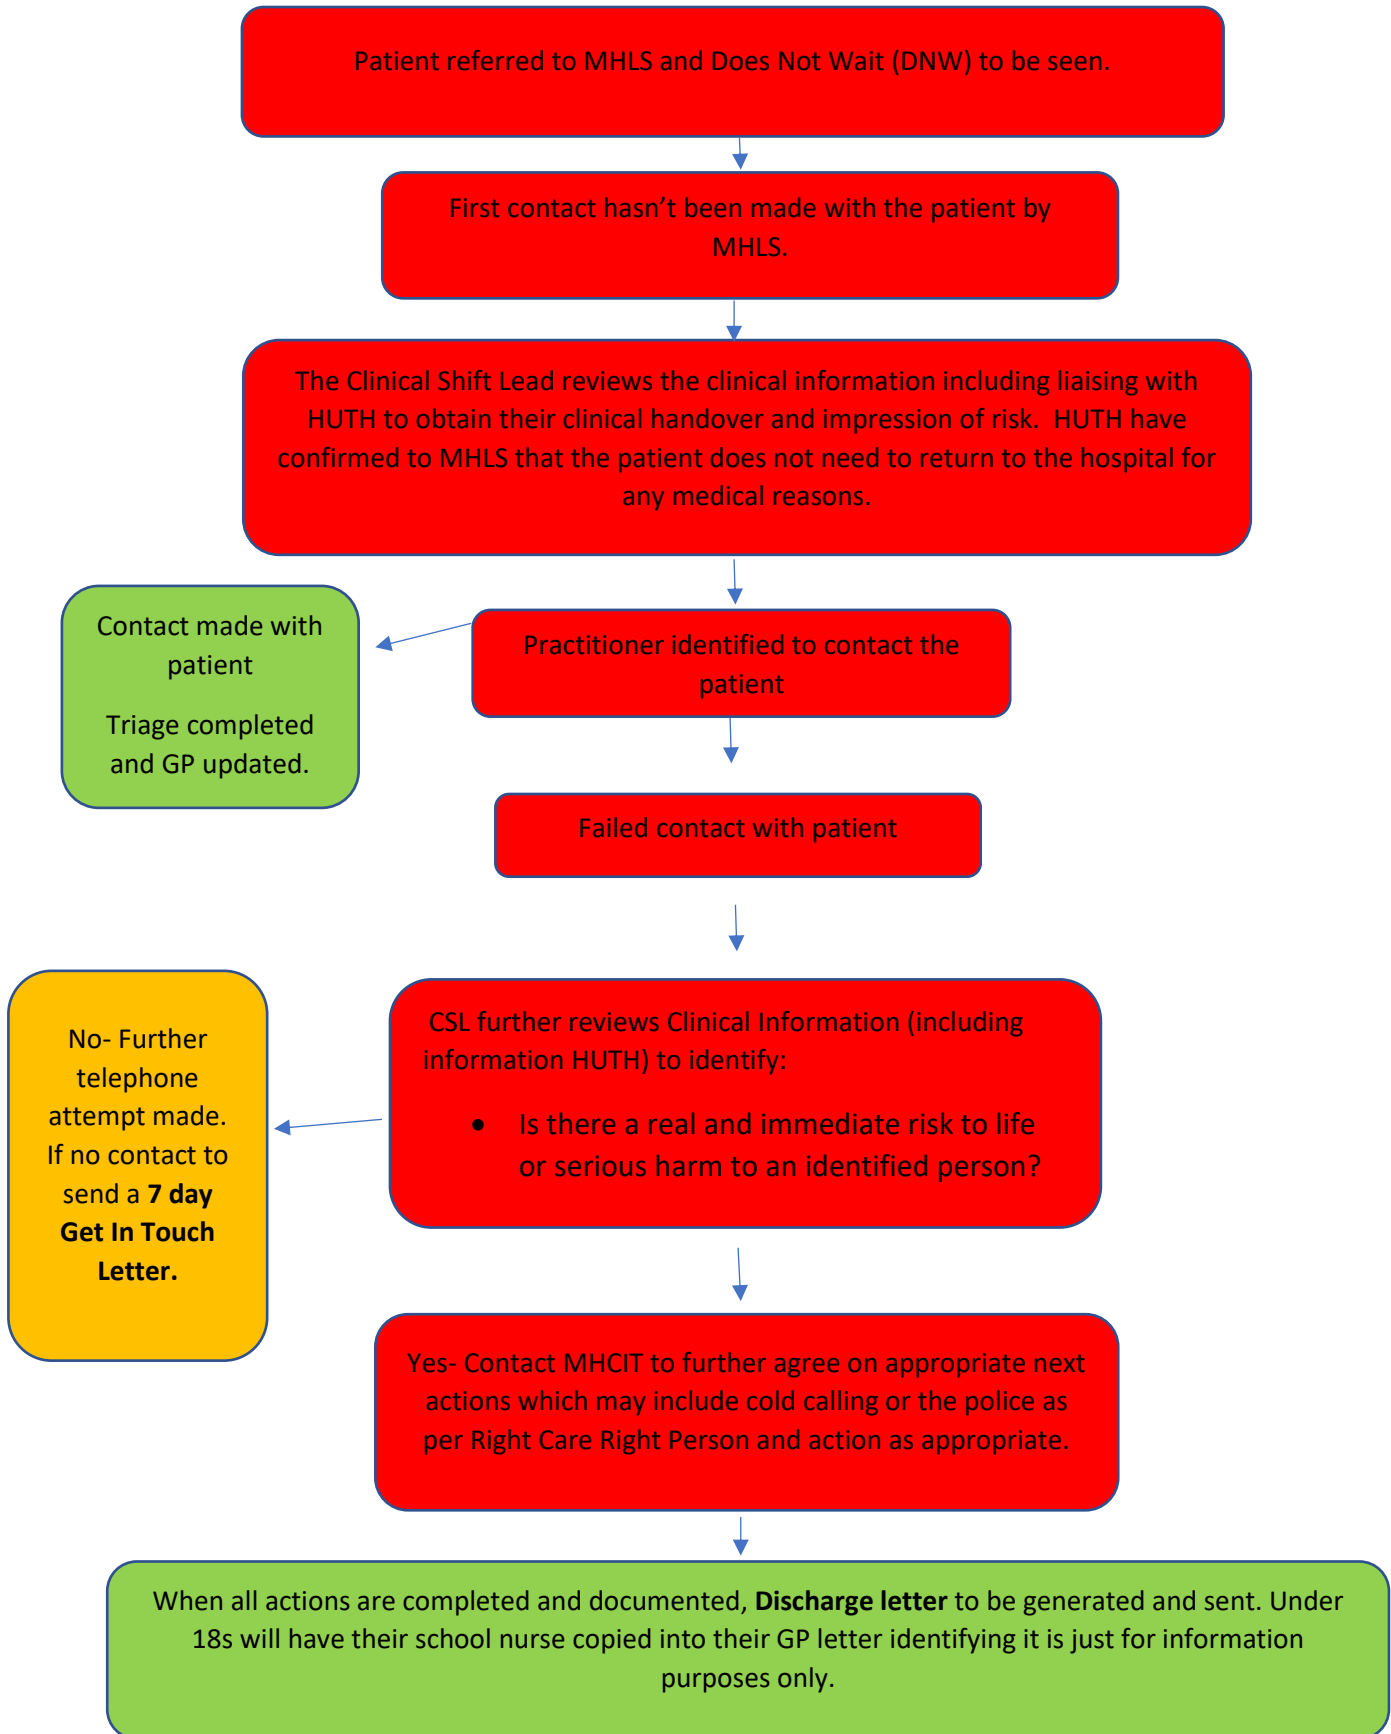 Patient referred to MHLS and Does Not Wait (DNW) to be seen.
First contact hasn’t been made with the patient by
MHLS.
The Clinical Shift Lead reviews the clinical information including liaising with
HUTH to obtain their clinical handover and impression of risk.  HUTH have
confirmed to MHLS that the patient does not need to return to the hospital for
any medical reasons.
Contact made with
patient
Triage completed
and GP updated.
Practitioner identified to contact the
patient
Failed contact with patient
No- Further
telephone
attempt made.
If no contact to
send a 7 day
Get In Touch
Letter.
CSL further reviews Clinical Information (including
information HUTH) to identify:
• Is there a real and immediate risk to life
or serious harm to an identified person?
Yes- Contact MHCIT to further agree on appropriate next
actions which may include cold calling or the police as
per Right Care Right Person and action as appropriate.
When all actions are completed and documented, Discharge letter to be generated and sent. Under
18s will have their school nurse copied into their GP letter identifying it is just for information
purposes only.